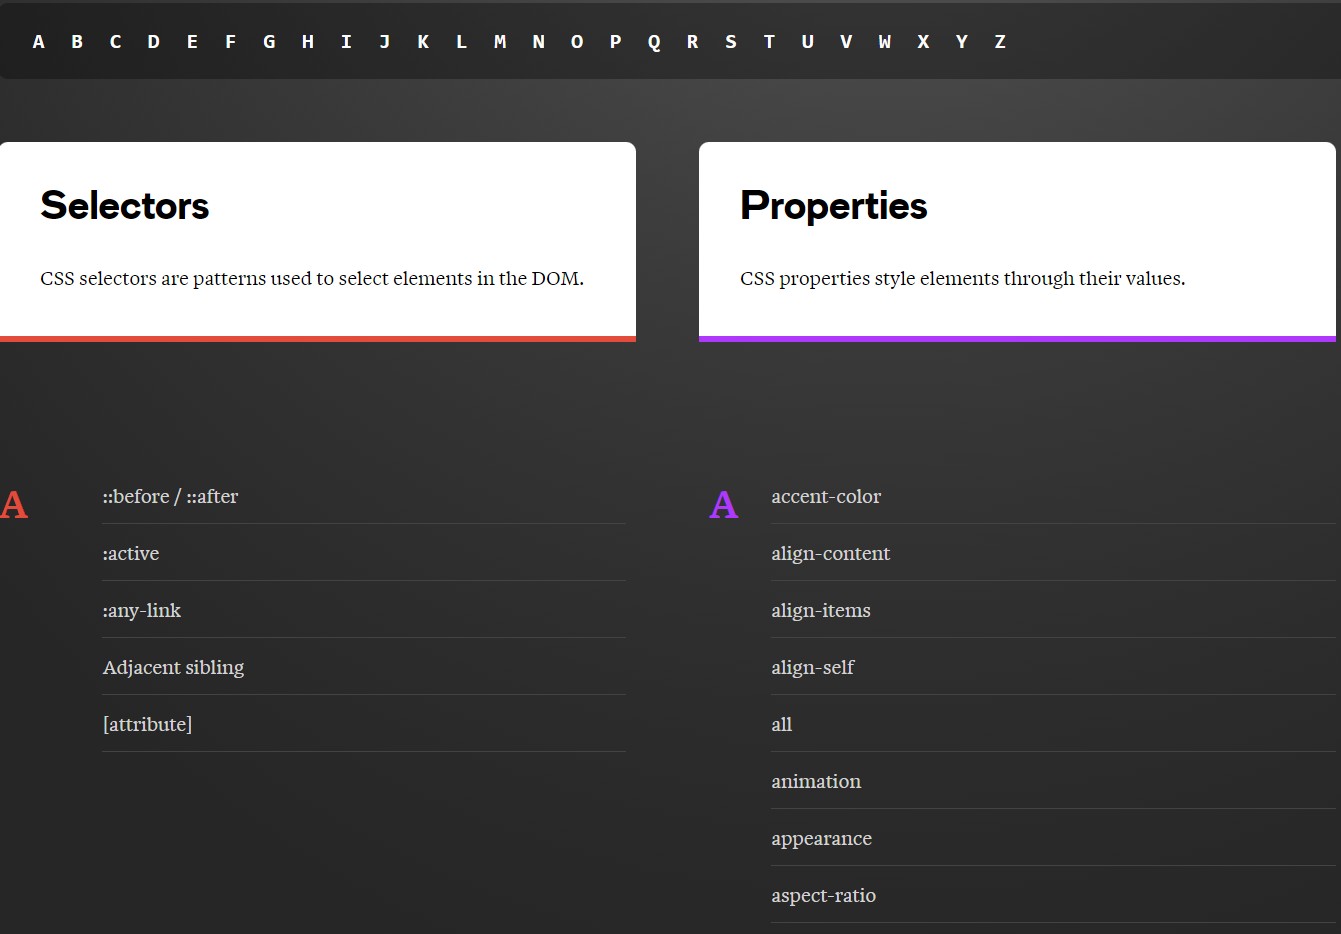 A B C D E F G H I J K L M N O P Q R S T U V W X Y Z
Selectors
CSS selectors are patterns used to select elements in the DOM.
Properties
CSS properties style elements through their values.
A
::before / ::after
:active
:any-link
Adjacent sibling
[attribute]
A
accent-color
align-content
align-items
align-self
all
animation
appearance
aspect-ratio